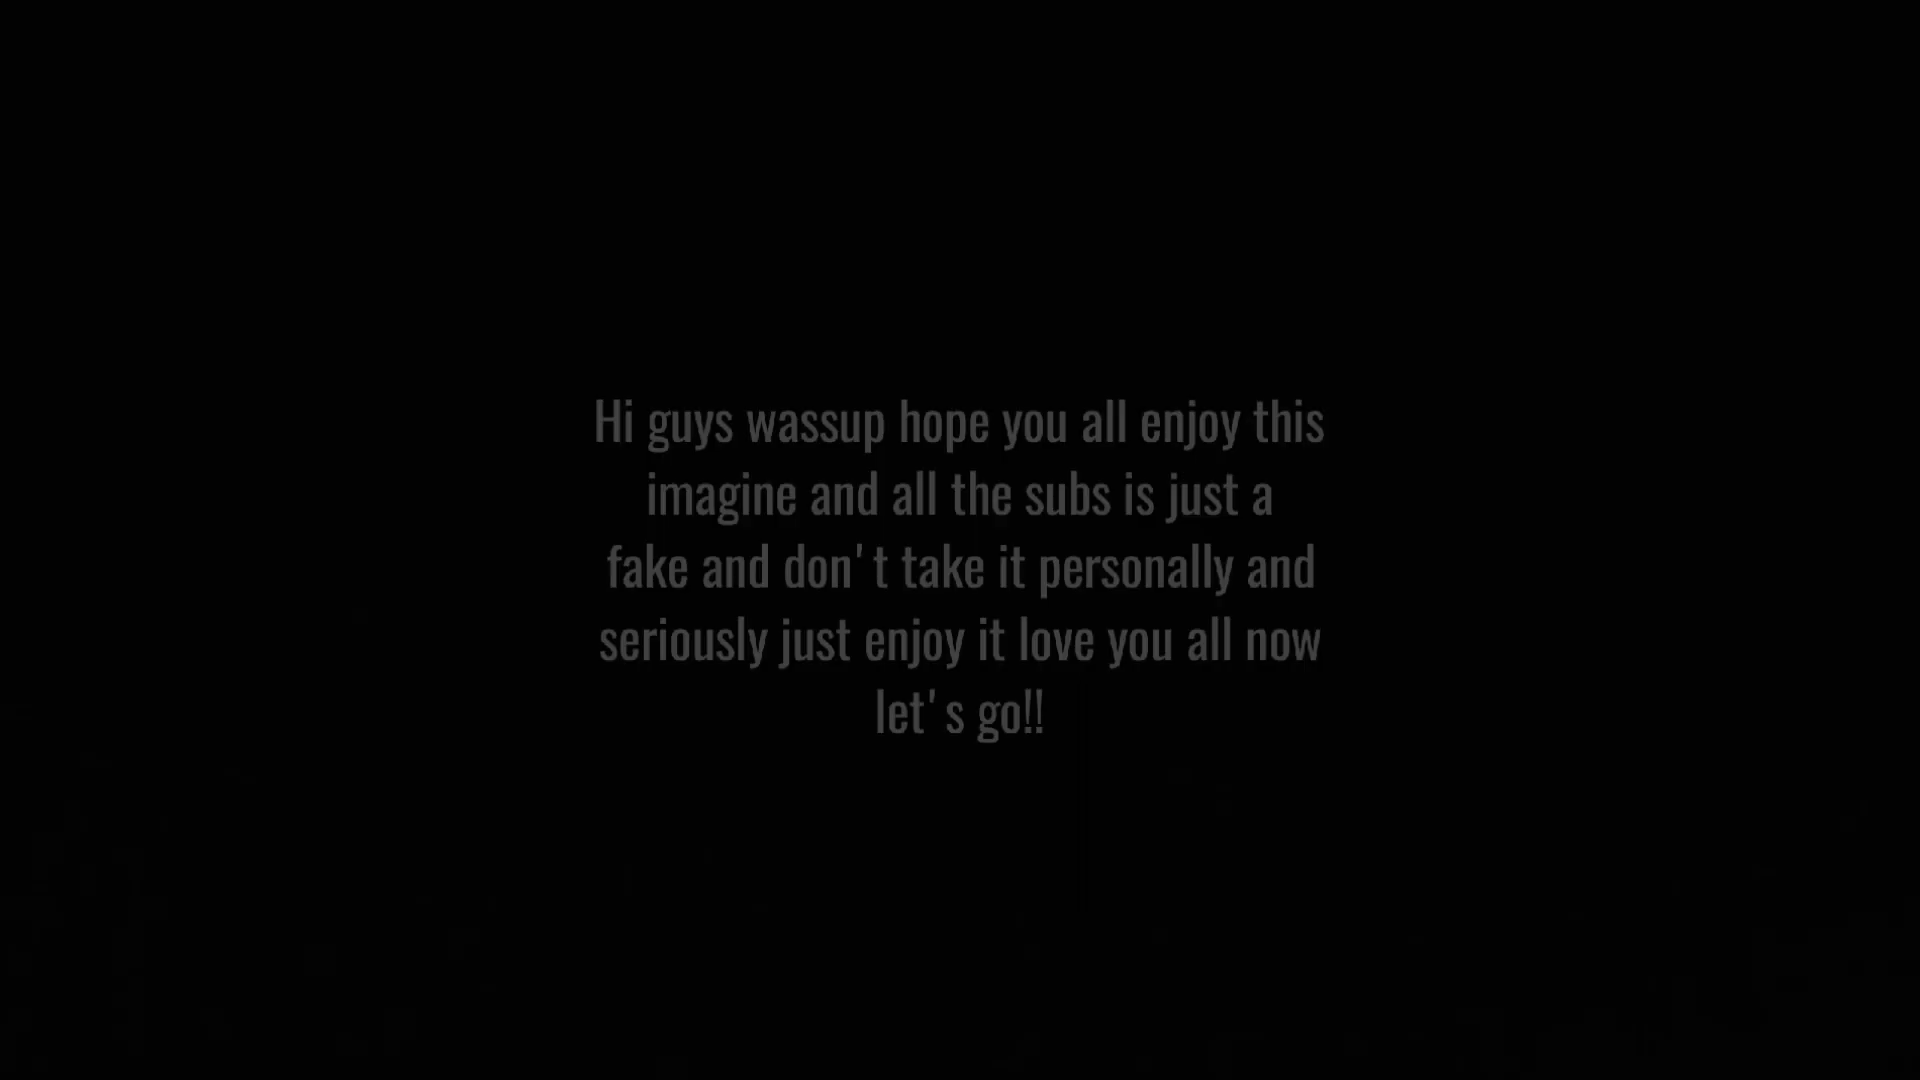 Hi guys wassup hope you all enjoy this
imagine and all the subs is just a
fake and don't take it personally and
seriously just enjoy it love you all now
let's go!!